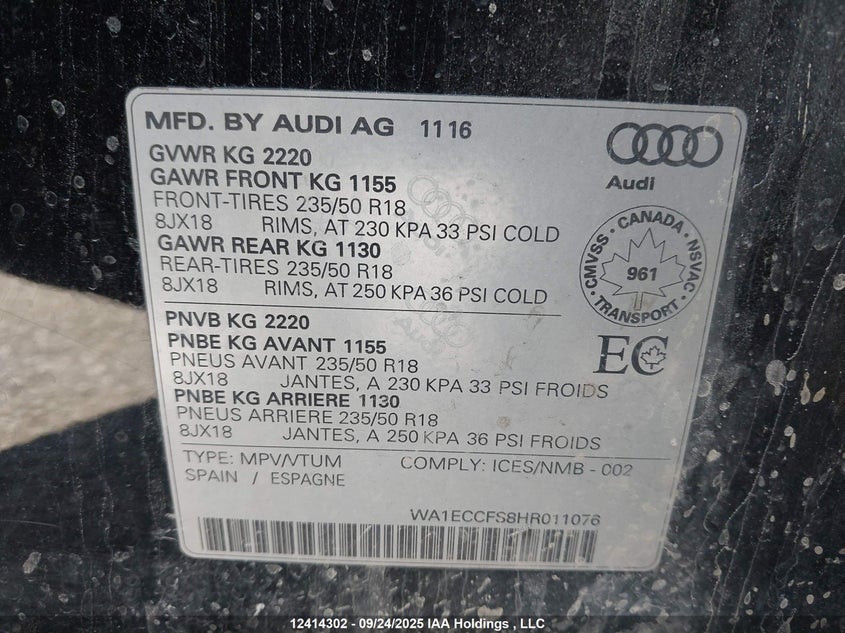 MFD. BY AUDI AG 11 16
GVWR KG 2220
GAWR FRONT KG 1155
FRONT-TIRES 235/50 R18
8JX18 RIMS, AT 230 KPA 33 PSI COLD
GAWR REAR KG 1130
REAR-TIRES 235/50 R18
8JX18 RIMS, AT 250 KPA 36 PSI COLD
Audi
CMVSS · CANADA · NSVAC · TRANSPORT ·
961
PNVB KG 2220
PNBE KG AVANT 1155
PNEUS AVANT 235/50 R18
8JX18 JANTES, A 230 KPA 33 PSI FROIDS
PNBE KG ARRIERE 1130
PNEUS ARRIERE 235/50 R18
8JX18 JANTES, A 250 KPA 36 PSI FROIDS
EC
TYPE: MPV/VTUM COMPLY: ICES/NMB - 002
SPAIN / ESPAGNE
WA1ECCFS8HR011076
12414302 - 09/24/2025 IAA Holdings , LLC